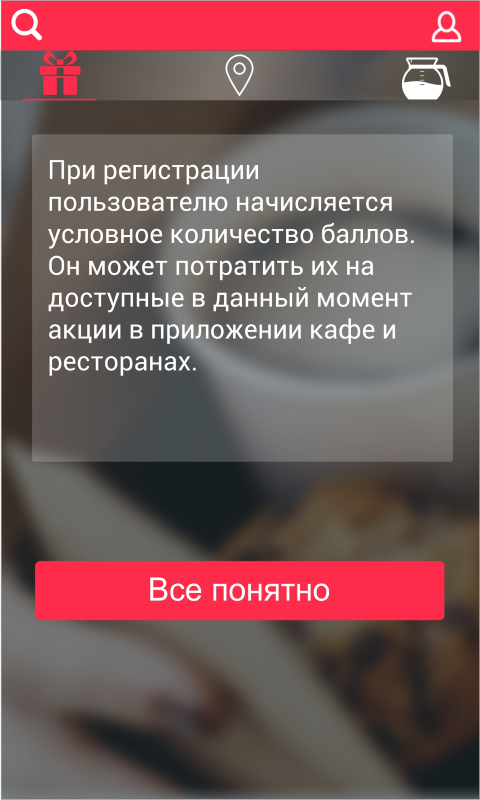 При регистрации
пользователю начисляется
условное количество баллов.
Он может потратить их на
доступные в данный момент
акции в приложении кафе и
ресторанах.
Все понятно